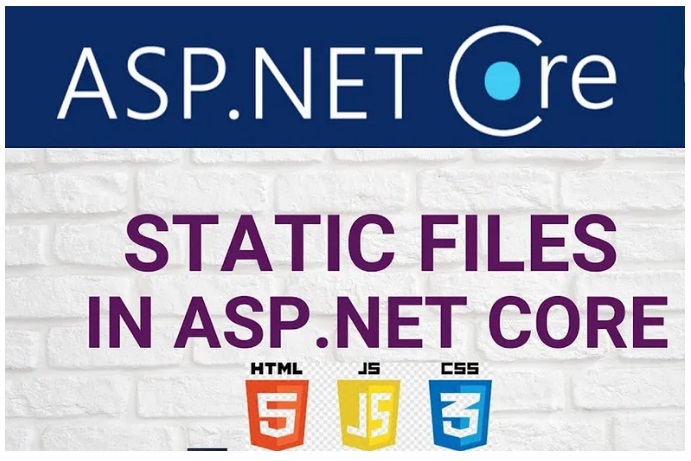 ASP.NET Core
STATIC FILES
IN ASP.NET CORE
HTML JS CSS
5 JS 3